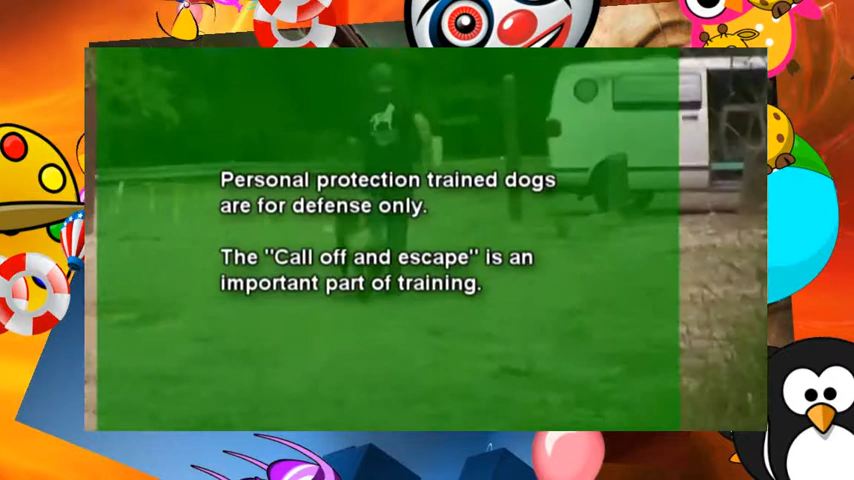 Personal protection trained dogs
are for defense only.
The "Call off and escape" is an
important part of training.